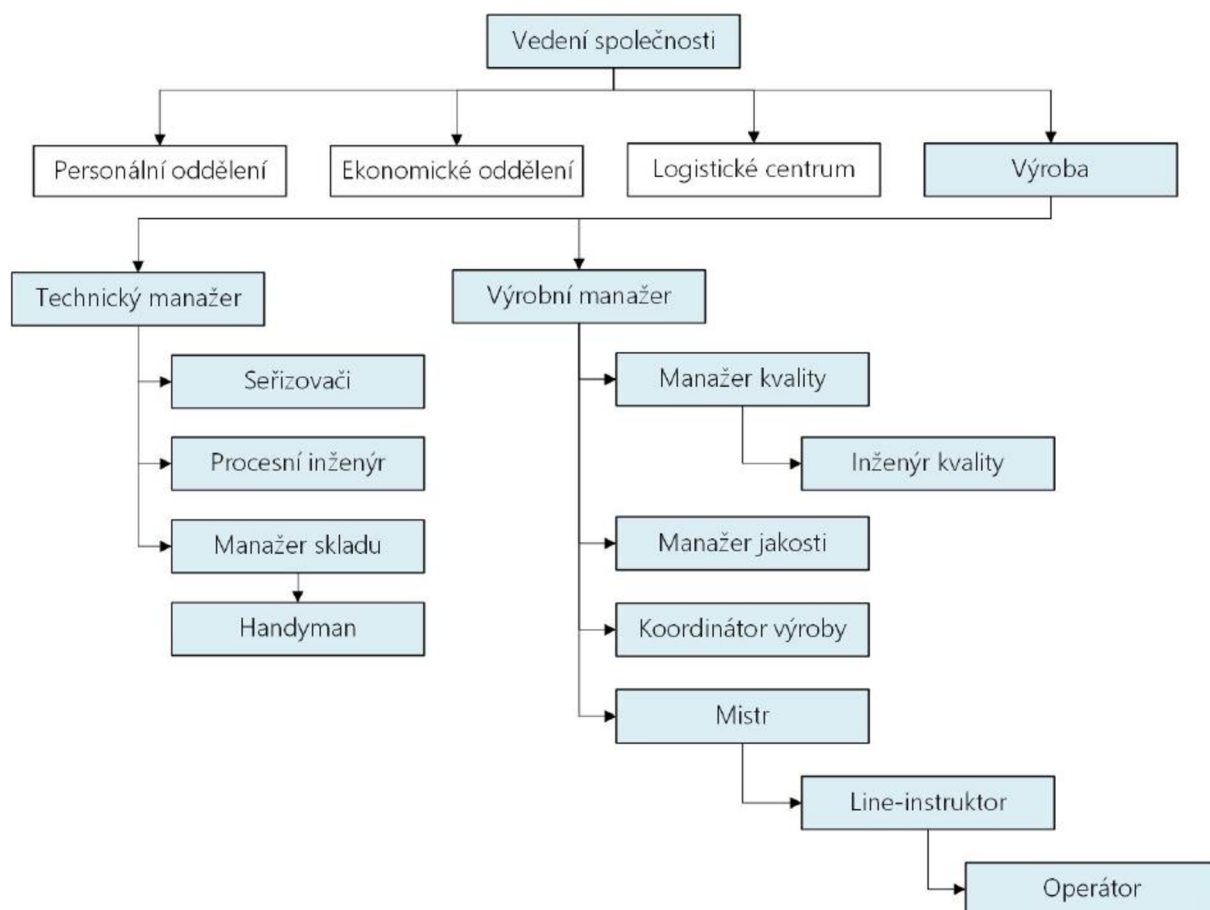 Vedení společnosti
Personální oddělení
Ekonomické oddělení
Logistické centrum
Výroba
Technický manažer
Výrobní manažer
Seřizovači
Procesní inženýr
Manažer skladu
Handyman
Manažer kvality
Inženýr kvality
Manažer jakosti
Koordinátor výroby
Mistr
Line-instruktor
Operátor